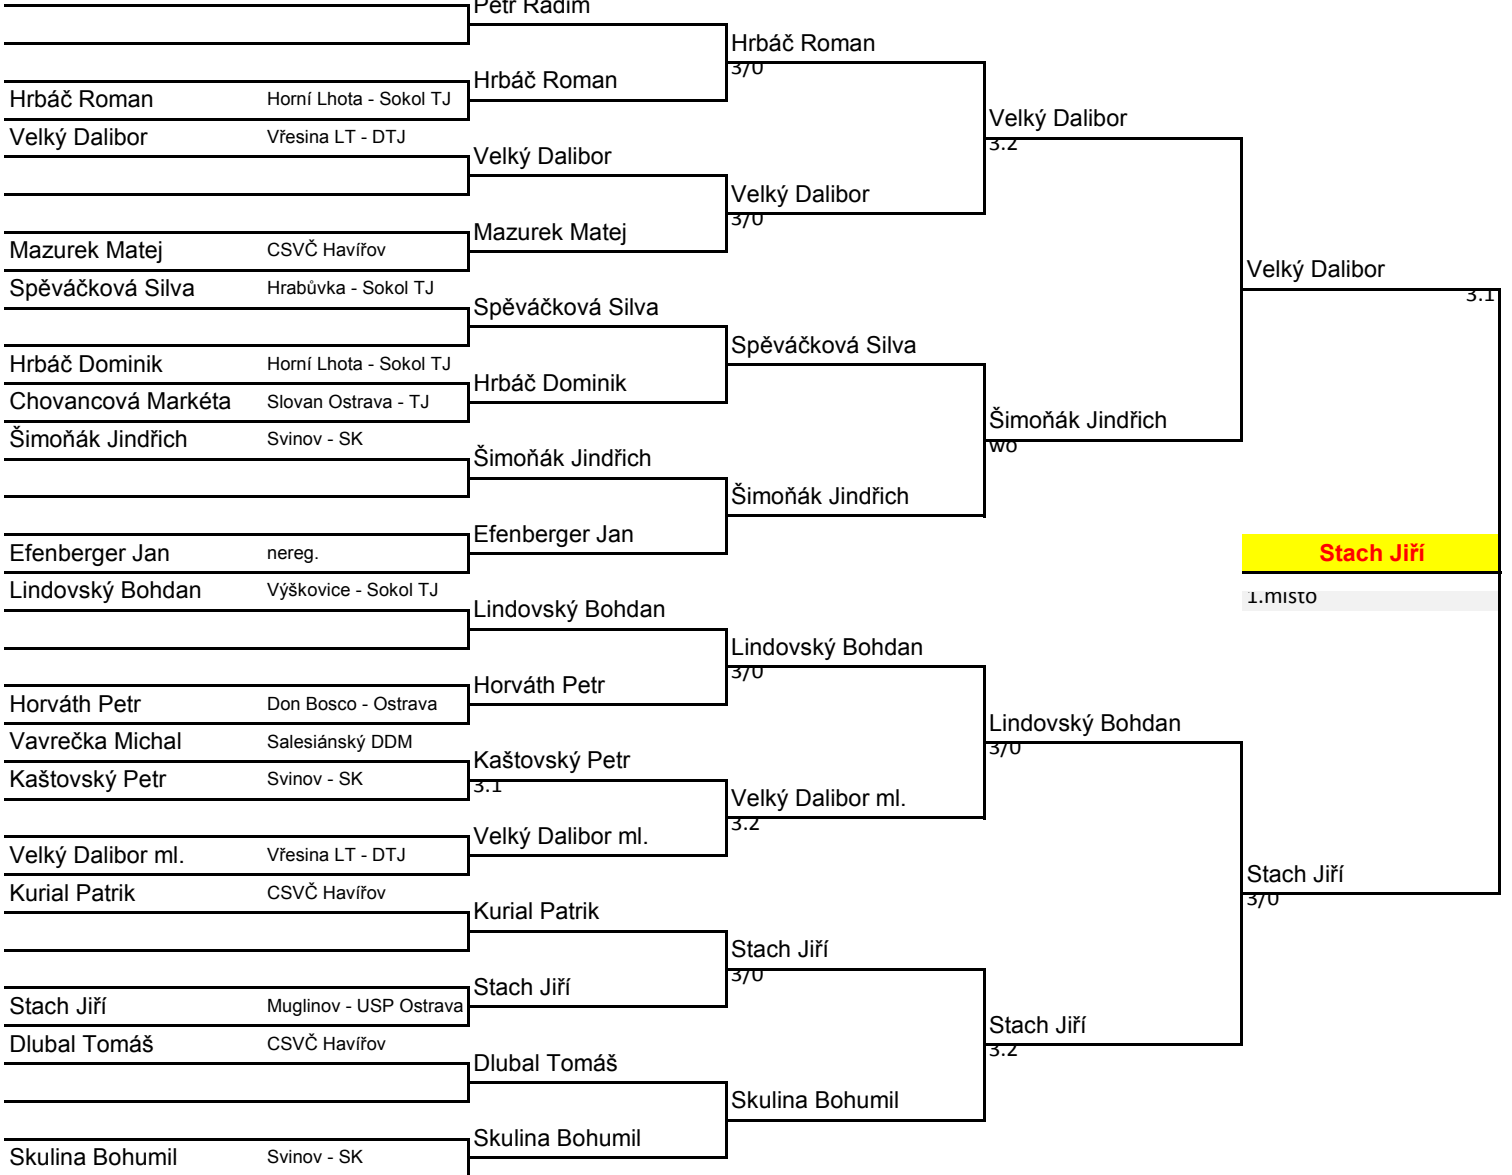 Petr Radim
Hrbáč Roman
3/0
Hrbáč Roman
Hrbáč Roman Horní Lhota - Sokol TJ
Velký Dalibor
3.2
Velký Dalibor Vřesina LT - DTJ
Velký Dalibor
Velký Dalibor
3/0
Mazurek Matej
Mazurek Matej CSVČ Havířov
Velký Dalibor
3.1
Spěváčková Silva Hrabůvka - Sokol TJ
Spěváčková Silva
Spěváčková Silva
Hrbáč Dominik Horní Lhota - Sokol TJ
Hrbáč Dominik
Chovancová Markéta Slovan Ostrava - TJ
Šimoňák Jindřich
wo
Šimoňák Jindřich Svinov - SK
Šimoňák Jindřich
Šimoňák Jindřich
Efenberger Jan
Efenberger Jan nereg.
Stach Jiří
1.místo
Lindovský Bohdan Výškovice - Sokol TJ
Lindovský Bohdan
Lindovský Bohdan
3/0
Horváth Petr
Horváth Petr Don Bosco - Ostrava
Lindovský Bohdan
3/0
Vavrečka Michal Salesiánský DDM
Kaštovský Petr
3.1
Kaštovský Petr Svinov - SK
Velký Dalibor ml.
3.2
Velký Dalibor ml.
Velký Dalibor ml. Vřesina LT - DTJ
Stach Jiří
3/0
Kurial Patrik CSVČ Havířov
Kurial Patrik
Stach Jiří
3/0
Stach Jiří
Stach Jiří Muglinov - USP Ostrava
Stach Jiří
3.2
Dlubal Tomáš CSVČ Havířov
Dlubal Tomáš
Skulina Bohumil
Skulina Bohumil
Skulina Bohumil Svinov - SK